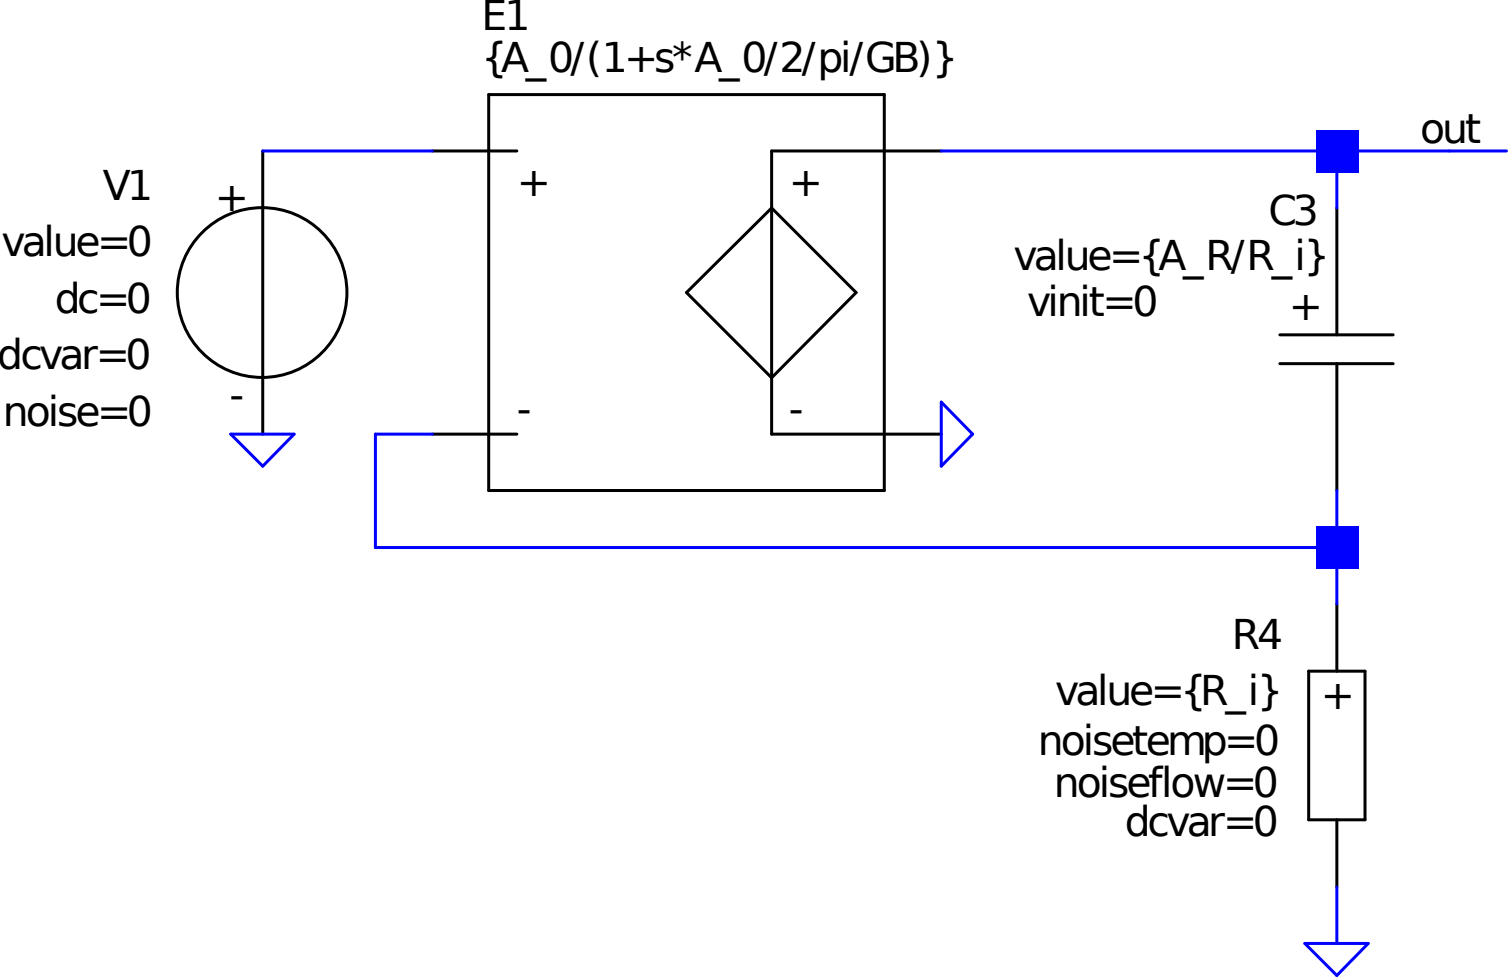 E1
{A_0/(1+s*A_0/2/pi/GB)}
out
V1
value=0
dc=0
dcvar=0
noise=0
+
-
+
-
+
-
C3
value={A_R/R_i}
vinit=0
+
R4
value={R_i}
noisetemp=0
noiseflow=0
dcvar=0
+